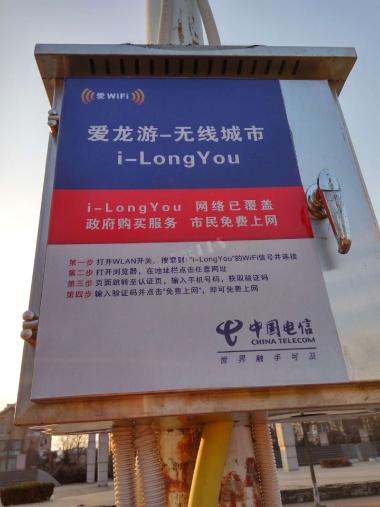 爱WiFi
爱龙游-无线城市
i-LongYou
i-LongYou 网络已覆盖
政府购买服务 市民免费上网
第一步 打开WLAN开关，搜索到"i-LongYou"的WiFi信号并连接
第二步 打开浏览器，在地址栏点击任意网址
第三步 页面跳转至认证页，输入手机号码，获取验证码
第四步 输入验证码并点击"免费上网"，即可免费上网
中国电信
CHINA TELECOM
世界触手可及